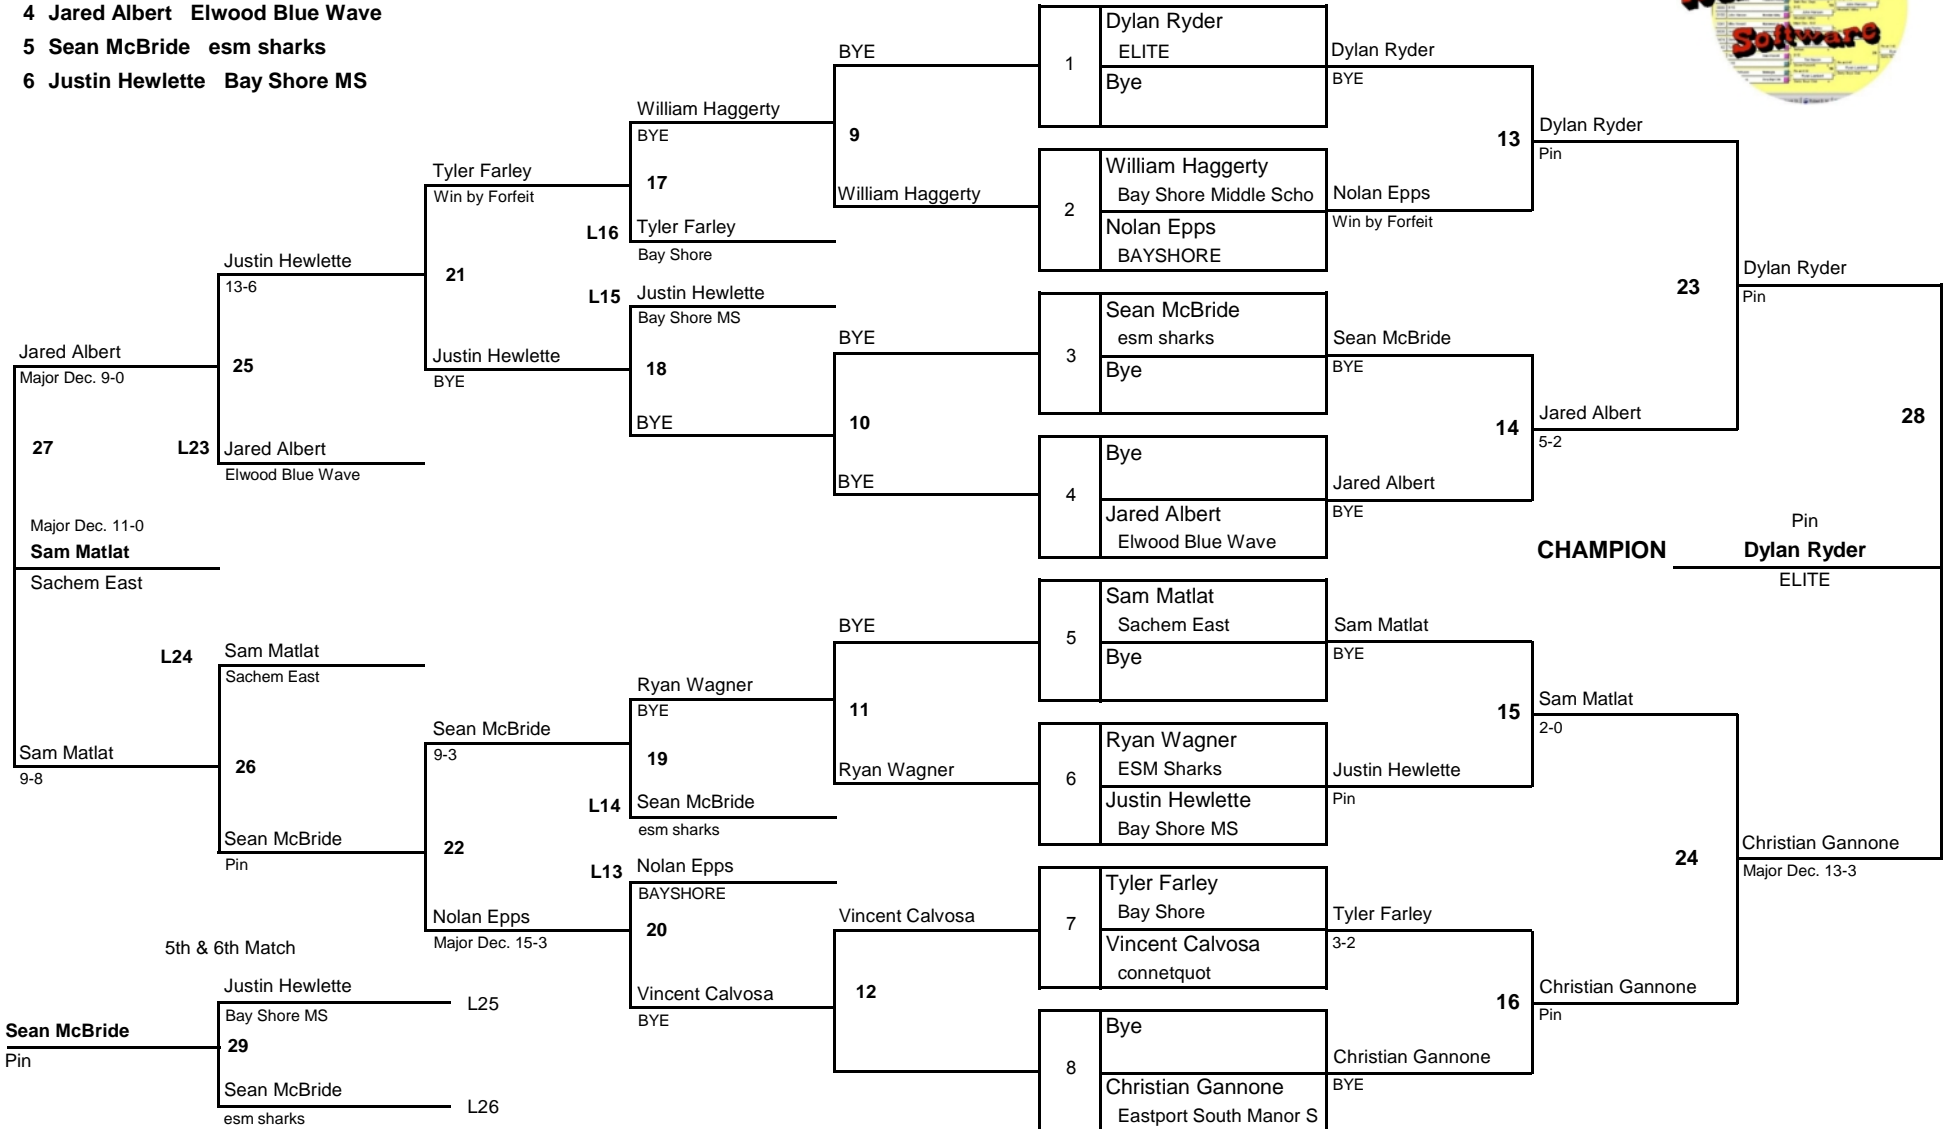 4 Jared Albert Elwood Blue Wave
5 Sean McBride esm sharks
6 Justin Hewlette Bay Shore MS
Software
Jared Albert
Major Dec. 9-0
27
Major Dec. 11-0
Sam Matlat
Sachem East
Sam Matlat
9-8
5th & 6th Match
Justin Hewlette
Bay Shore MS
L25
Sean McBride
Pin
29
Sean McBride
esm sharks
L26
Justin Hewlette
13-6
25
L23
Jared Albert
Elwood Blue Wave
L24
Sam Matlat
Sachem East
26
Sean McBride
Pin
Tyler Farley
Win by Forfeit
21
Justin Hewlette
BYE
Sean McBride
9-3
22
Nolan Epps
Major Dec. 15-3
William Haggerty
BYE
17
L16
Tyler Farley
Bay Shore
L15
Justin Hewlette
Bay Shore MS
18
BYE
Ryan Wagner
BYE
19
L14
Sean McBride
esm sharks
L13
Nolan Epps
BAYSHORE
20
Vincent Calvosa
BYE
BYE
9
William Haggerty
BYE
10
BYE
BYE
11
Ryan Wagner
Vincent Calvosa
12
1
Dylan Ryder
ELITE
Bye
2
William Haggerty
Bay Shore Middle Scho
Nolan Epps
BAYSHORE
3
Sean McBride
esm sharks
Bye
4
Bye
Jared Albert
Elwood Blue Wave
5
Sam Matlat
Sachem East
Bye
6
Ryan Wagner
ESM Sharks
Justin Hewlette
Bay Shore MS
7
Tyler Farley
Bay Shore
Vincent Calvosa
connetquot
8
Bye
Christian Gannone
Eastport South Manor S
Dylan Ryder
BYE
13
Nolan Epps
Win by Forfeit
Sean McBride
BYE
14
Jared Albert
BYE
Sam Matlat
BYE
15
Justin Hewlette
Pin
Tyler Farley
3-2
16
Christian Gannone
BYE
Dylan Ryder
Pin
23
Jared Albert
5-2
Sam Matlat
2-0
24
Christian Gannone
Pin
Dylan Ryder
Pin
28
Pin
CHAMPION Dylan Ryder
ELITE
Christian Gannone
Major Dec. 13-3